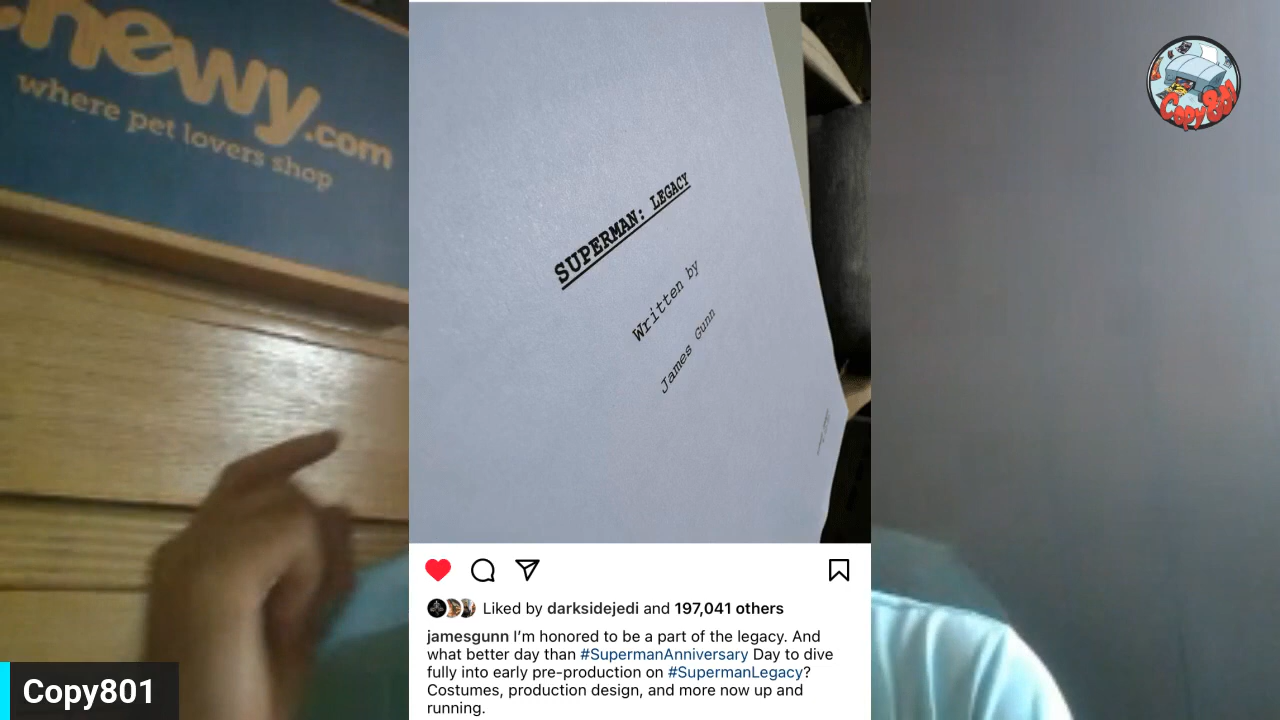 .hewy.com
where pet lovers shop
SUPERMAN: LEGACY
Written by
James Gunn
Copy801
Liked by darksidejedi and 197,041 others
jamesgunn I'm honored to be a part of the legacy. And
what better day than #SupermanAnniversary Day to dive
fully into early pre-production on #SupermanLegacy?
Costumes, production design, and more now up and
running.
Copy801